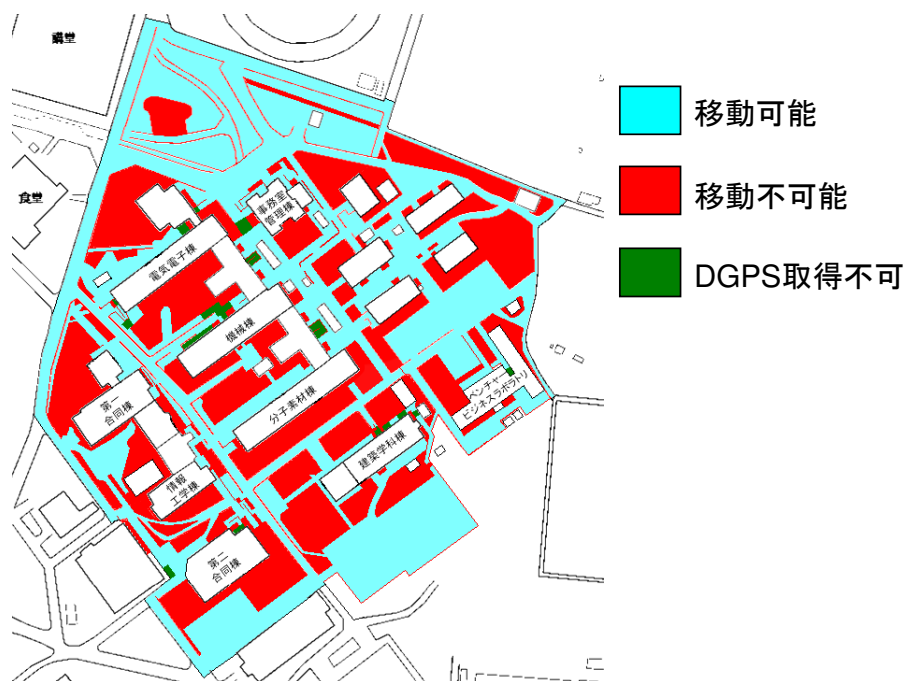 講堂
移動可能
移動不可能
食堂
事務室
管理棟
DGPS取得不可
電気電子棟
機械棟
第一
合同棟
分子素材棟
ベンチャー
ビジネスラボラトリ
建築学科棟
情報
工学棟
第二
合同棟